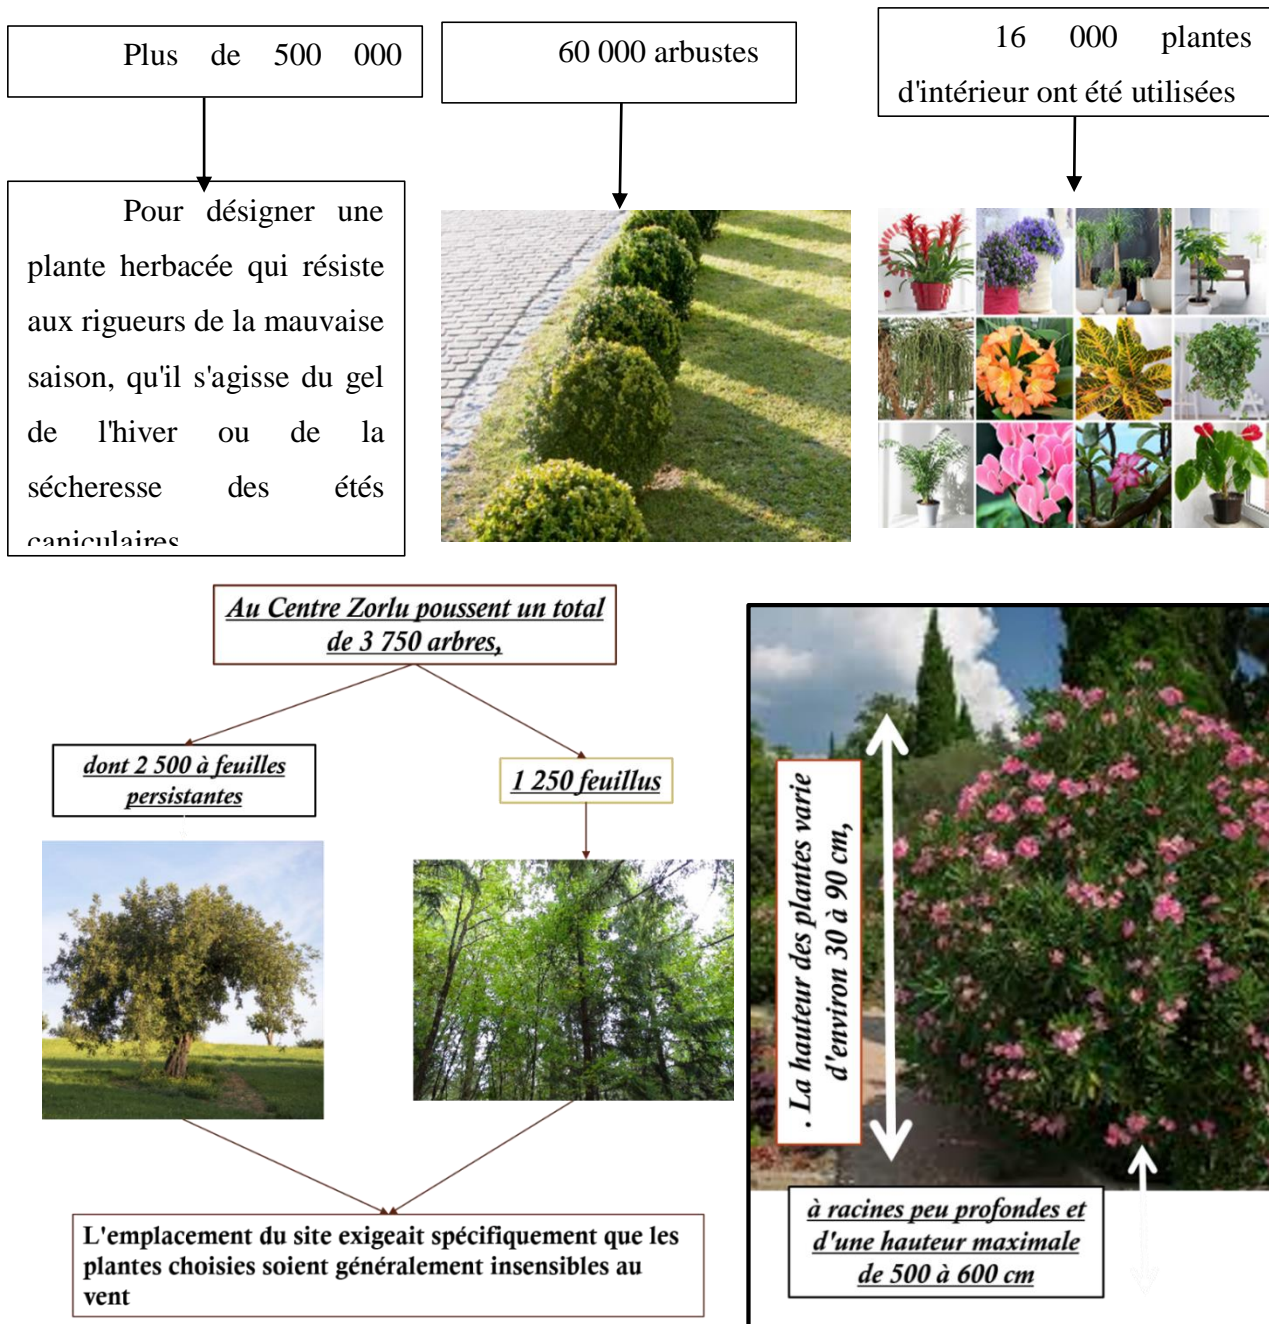 Plus de 500 000
60 000 arbustes
16 000 plantes
d'intérieur ont été utilisées
Pour désigner une
plante herbacée qui résiste
aux rigueurs de la mauvaise
saison, qu'il s'agisse du gel
de l'hiver ou de la
sécheresse des étés
caniculaires
Au Centre Zorlu poussent un total
de 3 750 arbres,
dont 2 500 à feuilles
persistantes
1 250 feuillus
L'emplacement du site exigeait spécifiquement que les
plantes choisies soient généralement insensibles au
vent
. La hauteur des plantes varie
d'environ 30 à 90 cm,
à racines peu profondes et
d'une hauteur maximale
de 500 à 600 cm